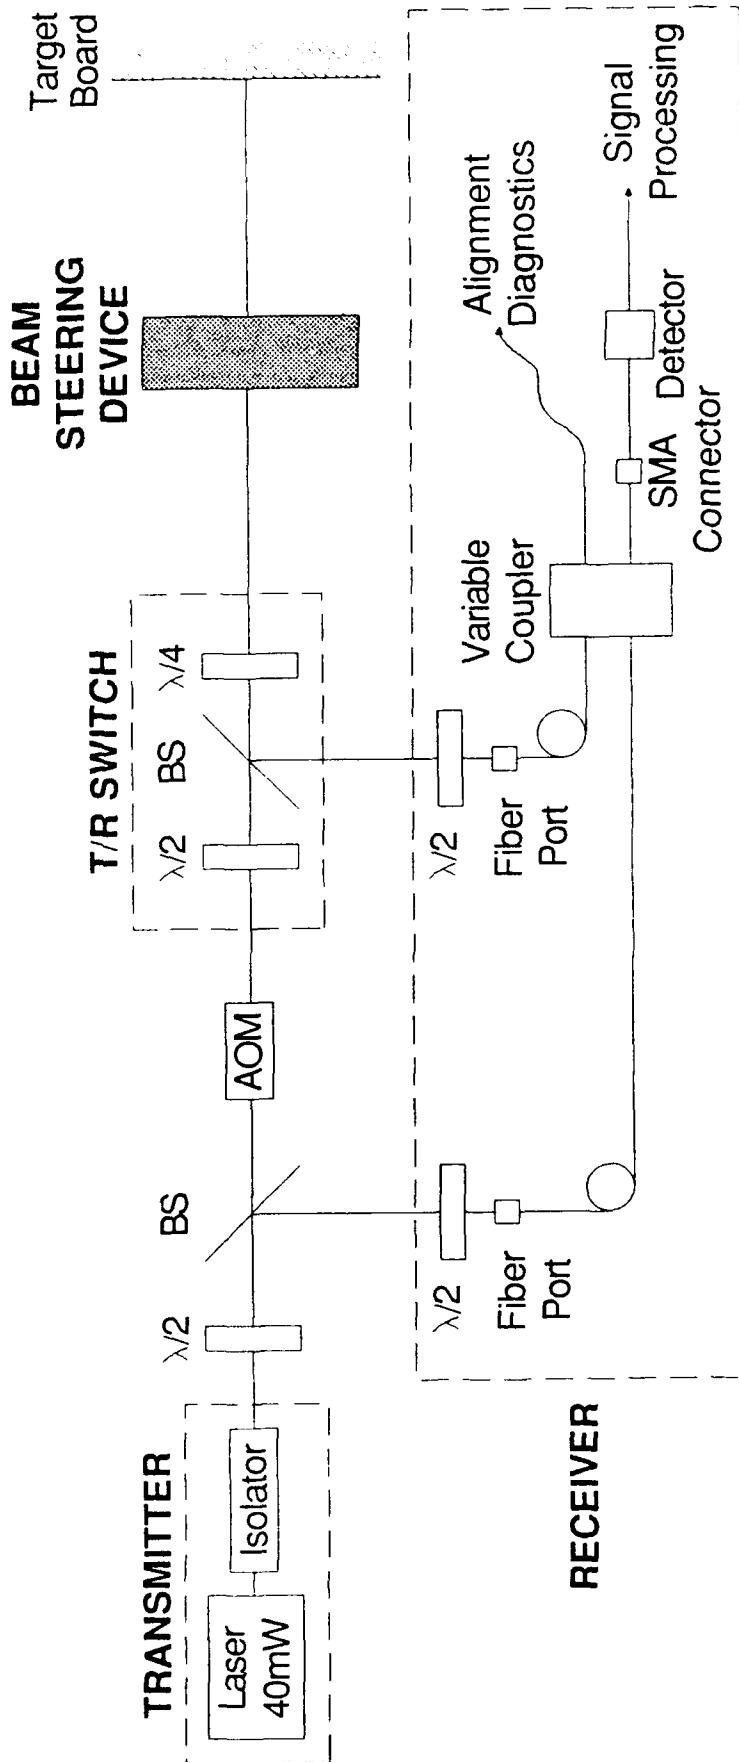 TRANSMITTER
Laser
40mW
Isolator
λ/2
BS
AOM
T/R SWITCH
λ/2
BS
λ/4
BEAM
STEERING
DEVICE
Target
Board
RECEIVER
λ/2
Fiber
Port
λ/2
Fiber
Port
Variable
Coupler
Alignment
Diagnostics
SMA
Connector
Detector
Signal
Processing